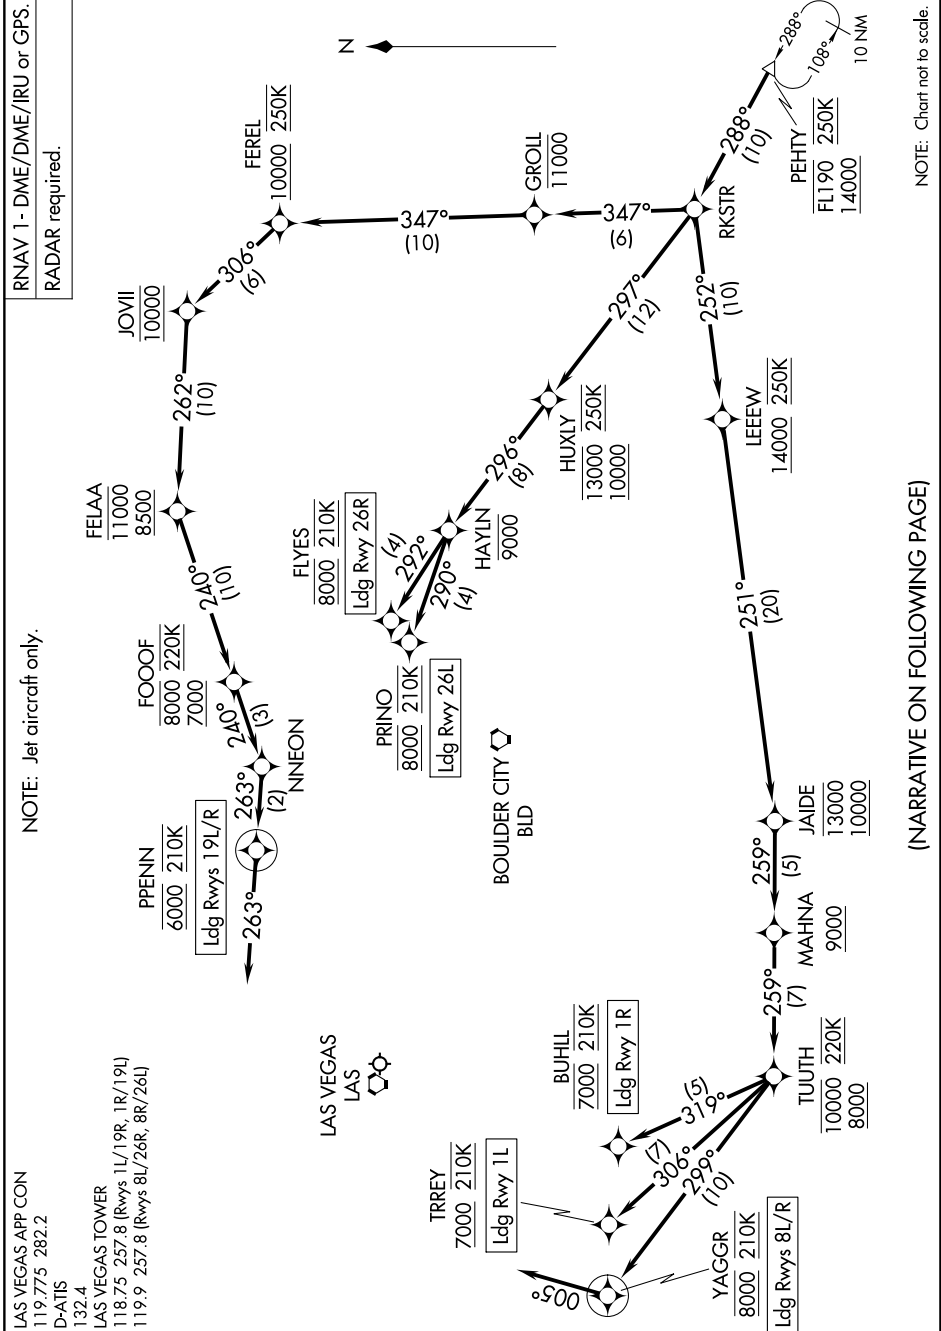 LAS VEGAS APP CON
119.775 282.2
D-ATIS
132.4
LAS VEGAS TOWER
118.75 257.8 (Rwys 1L/19R, 1R/19L)
119.9 257.8 (Rwys 8L/26R, 8R/26L)
NOTE: Jet aircraft only.
RNAV 1 - DME/DME/IRU or GPS.
RADAR required.
N
PPENN
6000 210K
Ldg Rwys 19L/R
263°
263°
(2)
NNEON
240°
(3)
FOOOF
8000 220K
7000
240°
(10)
FELAA
11000
8500
262°
(10)
JOVII
10000
306°
(6)
FEREL
10000 250K
347°
(10)
GROLL
11000
347°
(6)
RKSTR
288°
(10)
PEHTY
FL190 250K
14000
288°
108°
10 NM
297°
(12)
HUXLY
13000 250K
10000
296°
(8)
HAYLN
9000
FLYES
8000 210K
Ldg Rwy 26R
(4)
292°
290°
(4)
PRINO
8000 210K
Ldg Rwy 26L
BOULDER CITY
BLD
LAS VEGAS
LAS
252°
(10)
LEEEW
14000 250K
251°
(20)
JAIDE
13000
10000
259°
(5)
MAHNA
9000
259°
(7)
TUUTH
10000 220K
8000
BUHLL
7000 210K
Ldg Rwy 1R
(5)
319°
TRREY
7000 210K
Ldg Rwy 1L
(7)
306°
299°
(10)
YAGGR
8000 210K
Ldg Rwys 8L/R
005°
NOTE: Chart not to scale.
(NARRATIVE ON FOLLOWING PAGE)